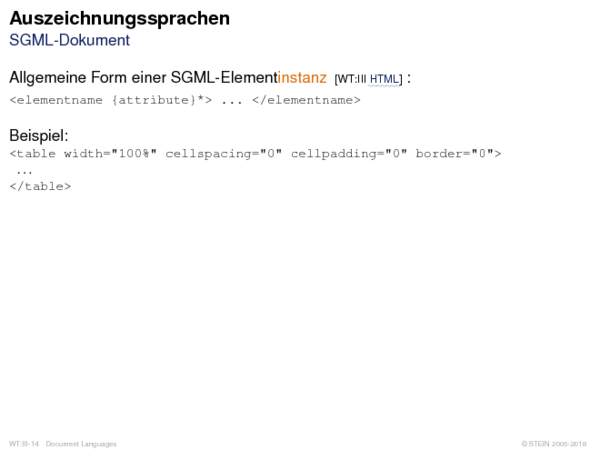 Auszeichnungssprachen
SGML-Dokument
Allgemeine Form einer SGML-Elementinstanz [WT:III HTML] :
<elementname {attribute}*> ... </elementname>
Beispiel:
<table width="100%" cellspacing="0" cellpadding="0" border="0">
...
</table>
WT:III-14 Document Languages © STEIN 2005-2018